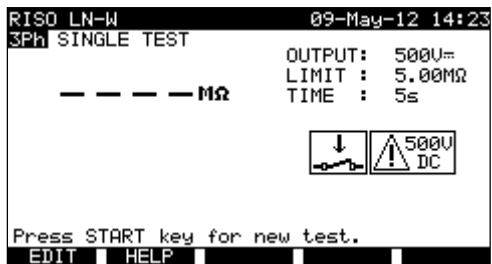 RISO LN-W 09-May-12 14:23
3Ph SINGLE TEST
OUTPUT: 500V⎓
LIMIT : 5.00MΩ
– – – – MΩ
TIME : 5s
500V
DC
Press START key for new test.
EDIT HELP